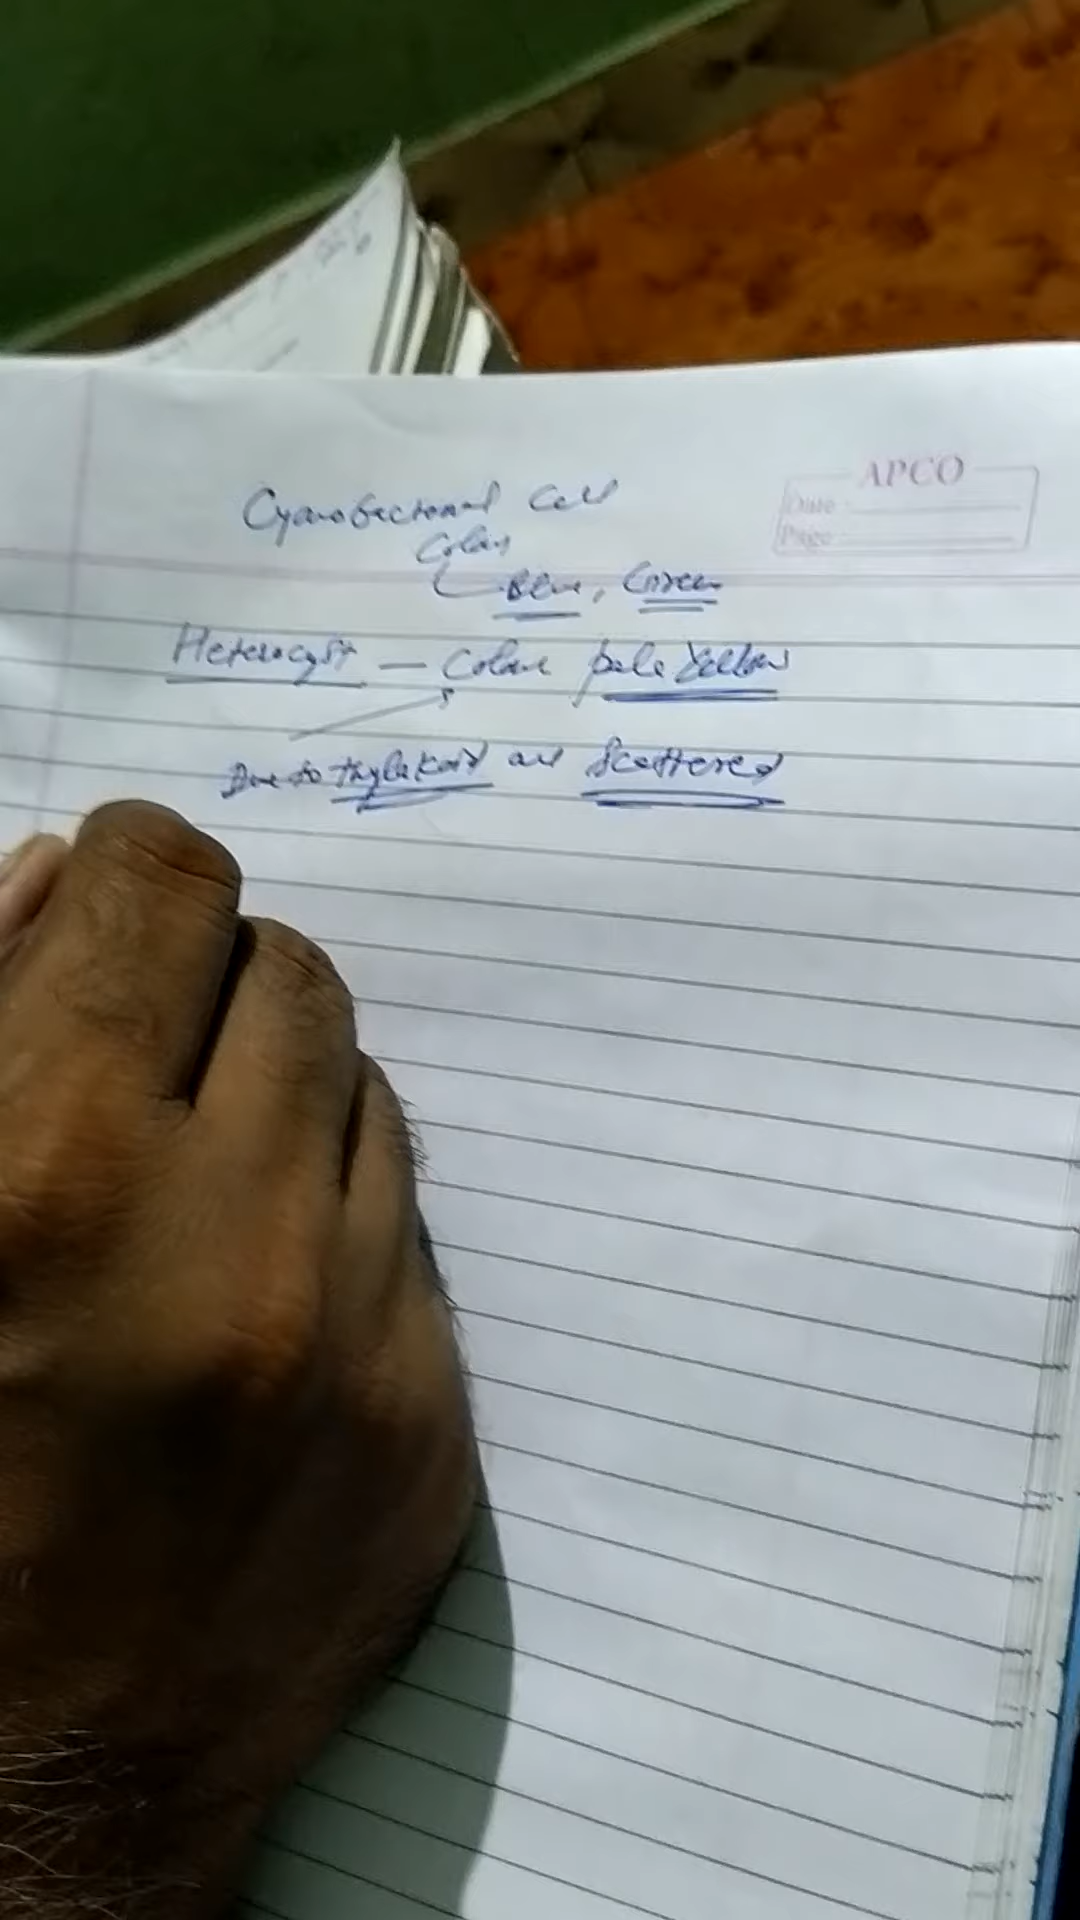 APCO
Date :
Page :
Cyanobacterial Cell
Colour
Blue, Green
Heterocyst — Colour pale Yellow
Due to thylakoid are Scattered